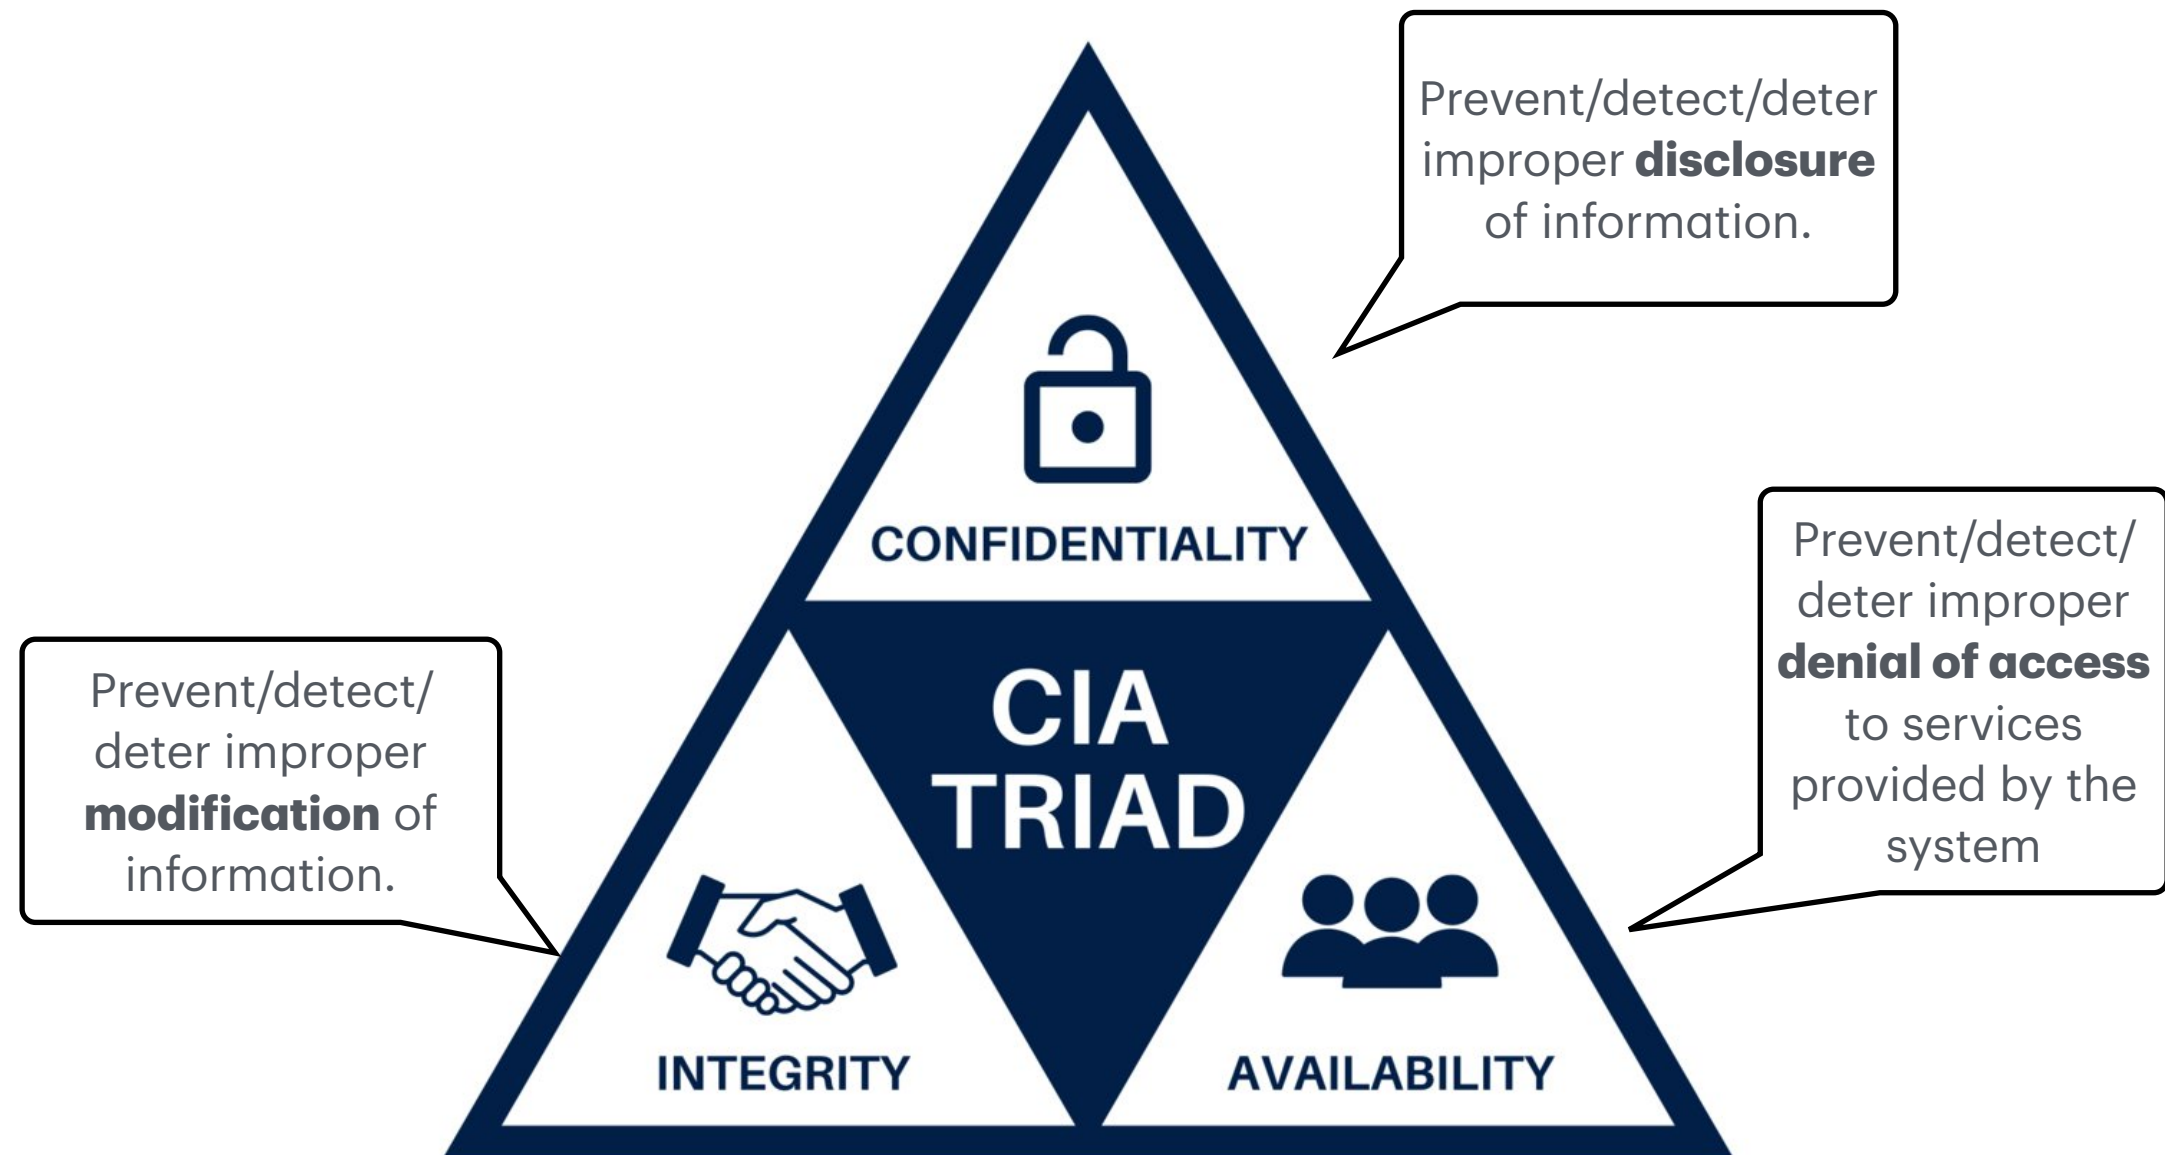 Prevent/detect/deter
improper disclosure
of information.
CONFIDENTIALITY
Prevent/detect/
deter improper
denial of access
to services
provided by the
system
Prevent/detect/
deter improper
modification of
information.
CIA
TRIAD
INTEGRITY
AVAILABILITY